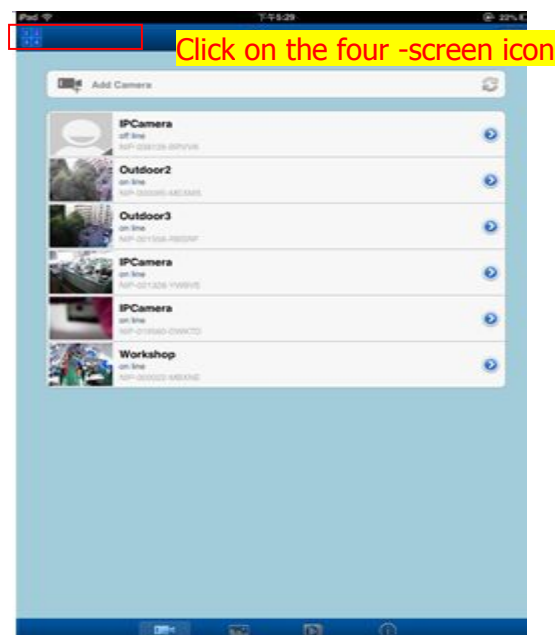 iPad 下午5:29 22%
Click on the four -screen icon
Add Camera
IPCamera
off line
Outdoor2
on line
Outdoor3
on line
IPCamera
on line
IPCamera
on line
Workshop
on line